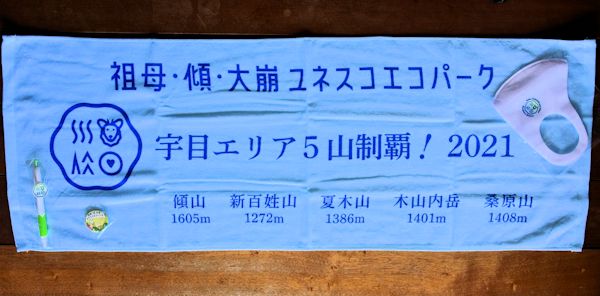 祖母・傾・大崩ユネスコエコパーク
宇目エリア5山制覇! 2021
傾山 新百姓山 夏木山 木山内岳 桑原山
1605m 1272m 1386m 1401m 1408m